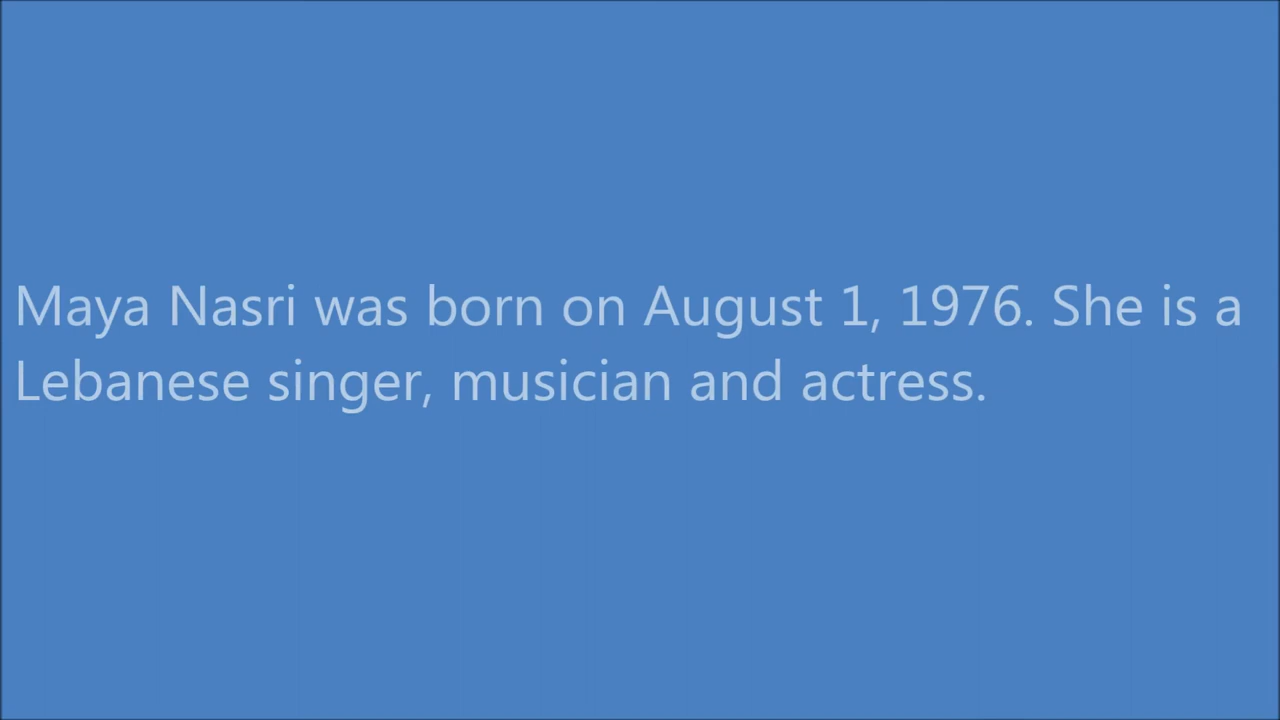 Maya Nasri was born on August 1, 1976. She is a
Lebanese singer, musician and actress.